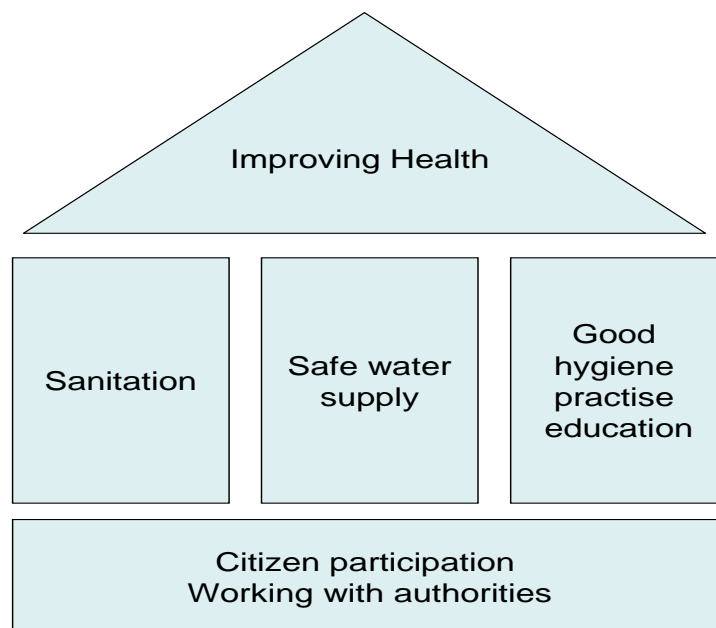 Improving Health
Sanitation
Safe water
supply
Good
hygiene
practise
education
Citizen participation
Working with authorities